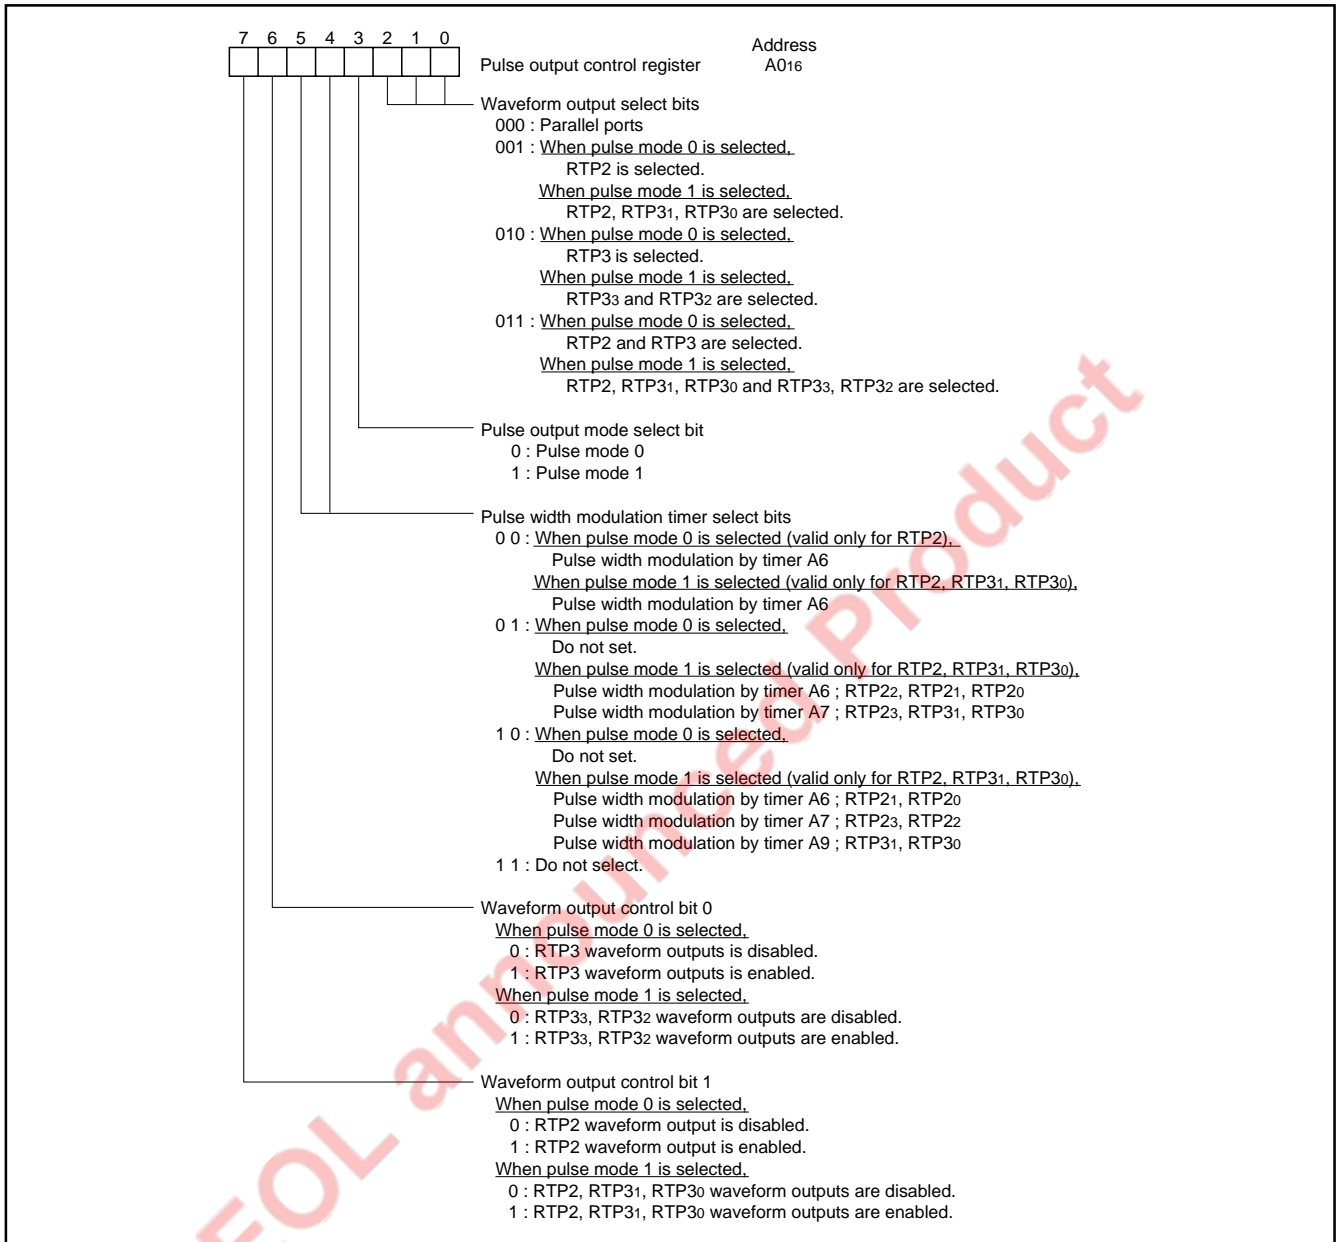 7 6 5 4 3 2 1 0
Address
Pulse output control register A016
Waveform output select bits
000 : Parallel ports
001 : When pulse mode 0 is selected,
RTP2 is selected.
When pulse mode 1 is selected,
RTP2, RTP31, RTP30 are selected.
010 : When pulse mode 0 is selected,
RTP3 is selected.
When pulse mode 1 is selected,
RTP33 and RTP32 are selected.
011 : When pulse mode 0 is selected,
RTP2 and RTP3 are selected.
When pulse mode 1 is selected,
RTP2, RTP31, RTP30 and RTP33, RTP32 are selected.
Pulse output mode select bit
0 : Pulse mode 0
1 : Pulse mode 1
Pulse width modulation timer select bits
0 0 : When pulse mode 0 is selected (valid only for RTP2),
Pulse width modulation by timer A6
When pulse mode 1 is selected (valid only for RTP2, RTP31, RTP30),
Pulse width modulation by timer A6
0 1 : When pulse mode 0 is selected,
Do not set.
When pulse mode 1 is selected (valid only for RTP2, RTP31, RTP30),
Pulse width modulation by timer A6 ; RTP22, RTP21, RTP20
Pulse width modulation by timer A7 ; RTP23, RTP31, RTP30
1 0 : When pulse mode 0 is selected,
Do not set.
When pulse mode 1 is selected (valid only for RTP2, RTP31, RTP30),
Pulse width modulation by timer A6 ; RTP21, RTP20
Pulse width modulation by timer A7 ; RTP23, RTP22
Pulse width modulation by timer A9 ; RTP31, RTP30
1 1 : Do not select.
Waveform output control bit 0
When pulse mode 0 is selected,
0 : RTP3 waveform outputs is disabled.
1 : RTP3 waveform outputs is enabled.
When pulse mode 1 is selected,
0 : RTP33, RTP32 waveform outputs are disabled.
1 : RTP33, RTP32 waveform outputs are enabled.
Waveform output control bit 1
When pulse mode 0 is selected,
0 : RTP2 waveform output is disabled.
1 : RTP2 waveform output is enabled.
When pulse mode 1 is selected,
0 : RTP2, RTP31, RTP30 waveform outputs are disabled.
1 : RTP2, RTP31, RTP30 waveform outputs are enabled.
EOL announced Product